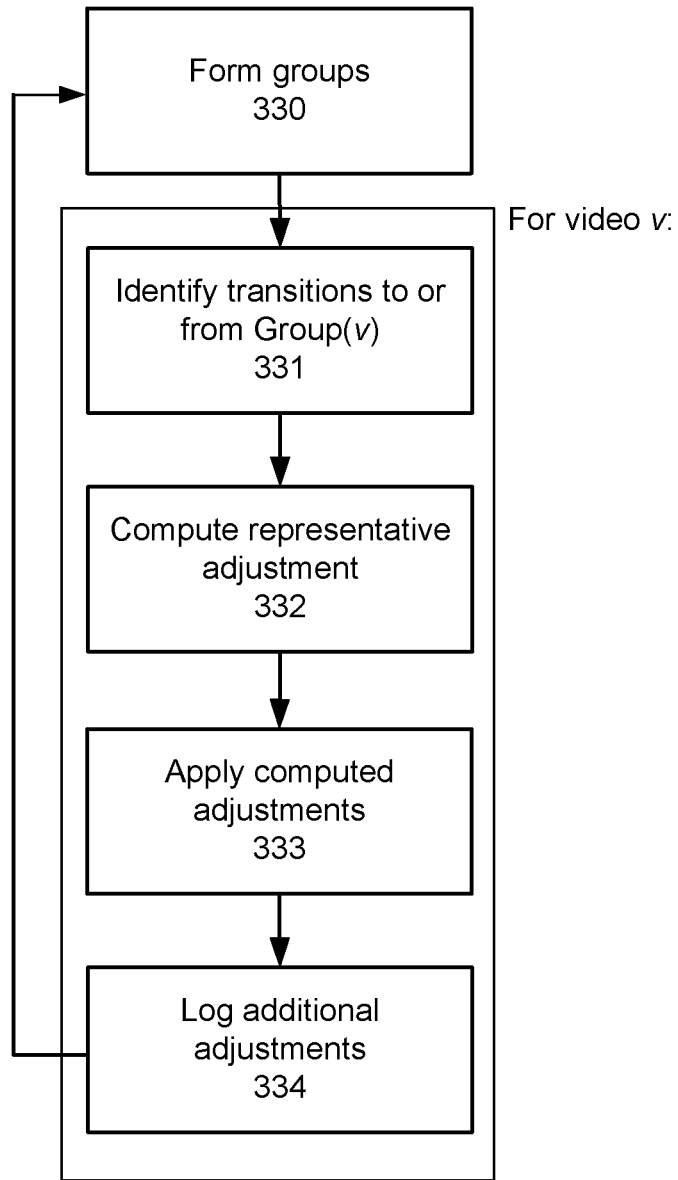 Form groups
330
For video v:
Identify transitions to or
from Group(v)
331
Compute representative
adjustment
332
Apply computed
adjustments
333
Log additional
adjustments
334